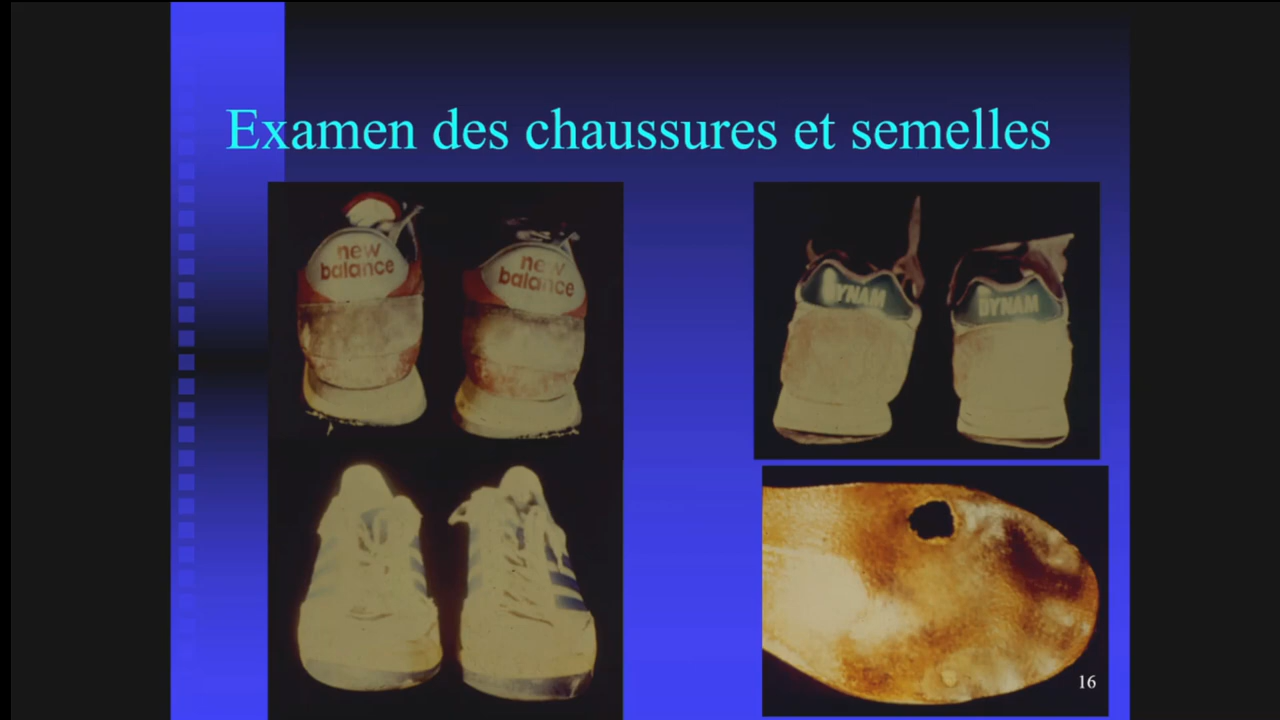 Examen des chaussures et semelles
new
balance
new
balance
DYNAM
DYNAM
16